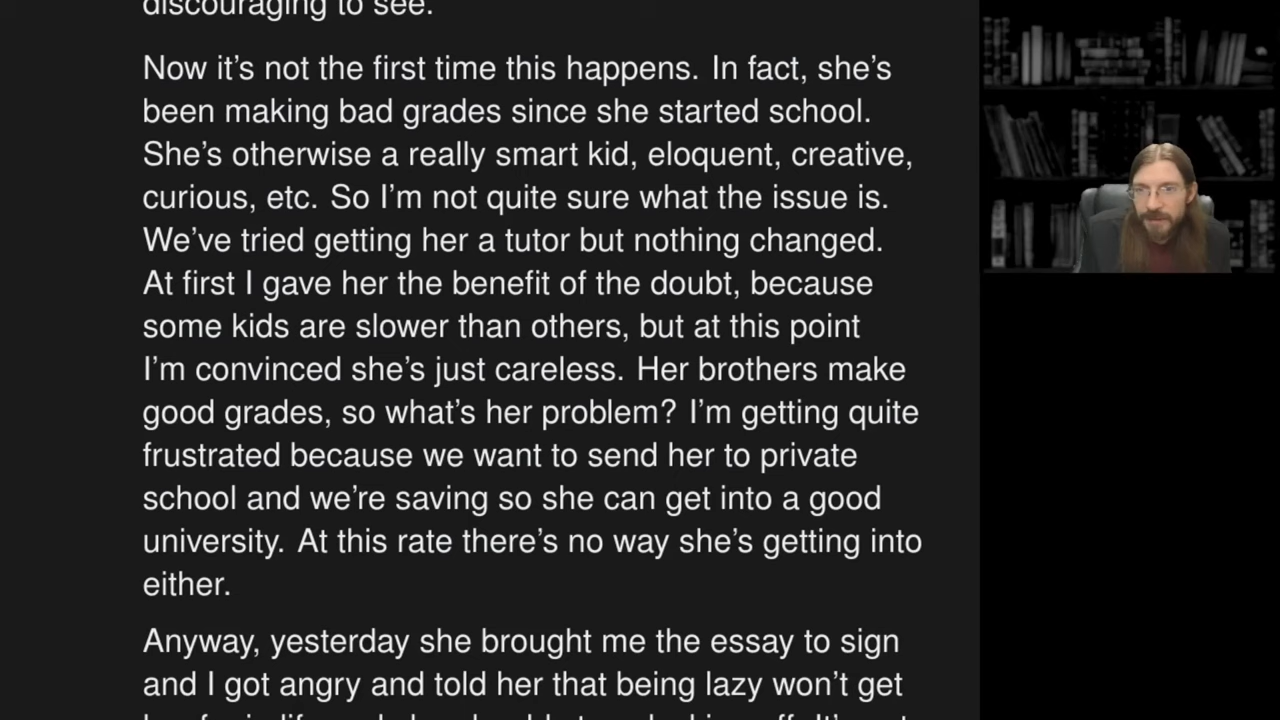 discouraging to see.
Now it’s not the first time this happens. In fact, she’s
been making bad grades since she started school.
She’s otherwise a really smart kid, eloquent, creative,
curious, etc. So I’m not quite sure what the issue is.
We’ve tried getting her a tutor but nothing changed.
At first I gave her the benefit of the doubt, because
some kids are slower than others, but at this point
I’m convinced she’s just careless. Her brothers make
good grades, so what’s her problem? I’m getting quite
frustrated because we want to send her to private
school and we’re saving so she can get into a good
university. At this rate there’s no way she’s getting into
either.
Anyway, yesterday she brought me the essay to sign
and I got angry and told her that being lazy won’t get